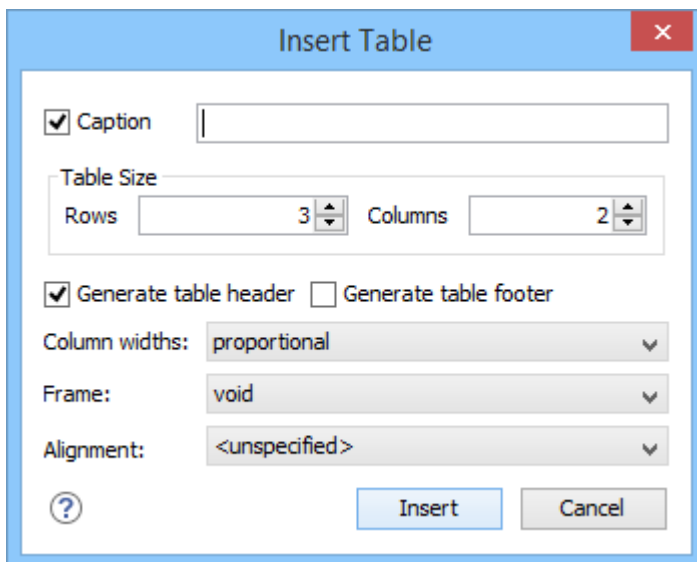 Insert Table
Caption
Table Size
Rows 3 Columns 2
Generate table header Generate table footer
Column widths: proportional
Frame: void
Alignment: <unspecified>
? Insert Cancel